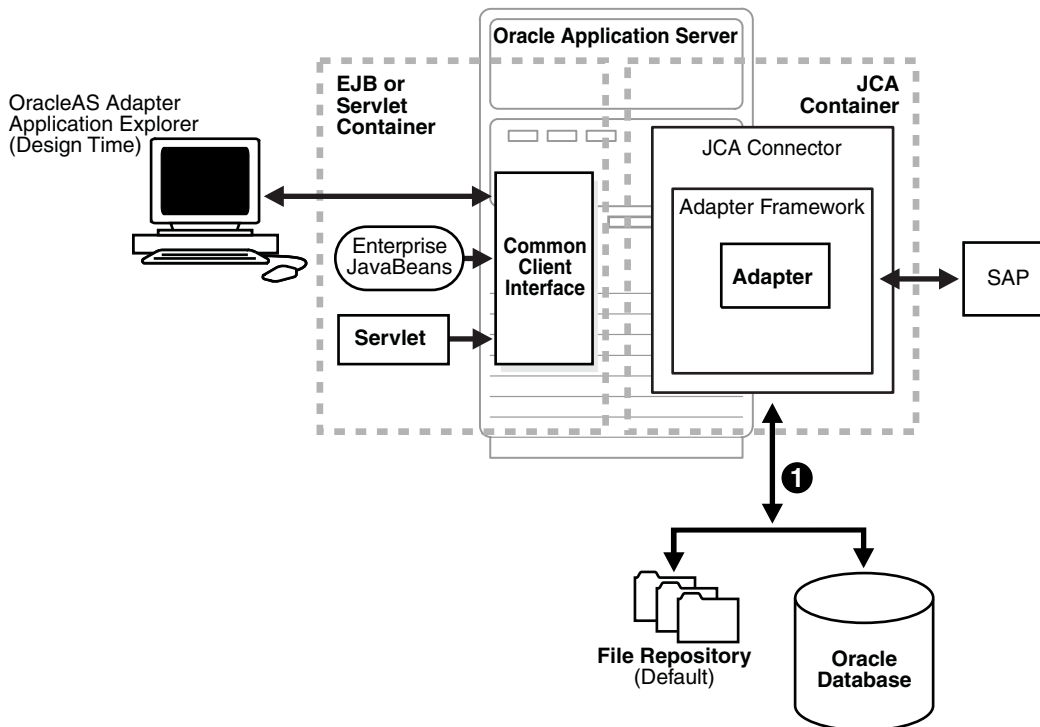 Oracle Application Server
EJB or
Servlet
Container
JCA
Container
OracleAS Adapter
Application Explorer
(Design Time)
JCA Connector
Adapter Framework
Adapter
Enterprise
JavaBeans
Common
Client
Interface
SAP
Servlet
1
File Repository
(Default)
Oracle
Database